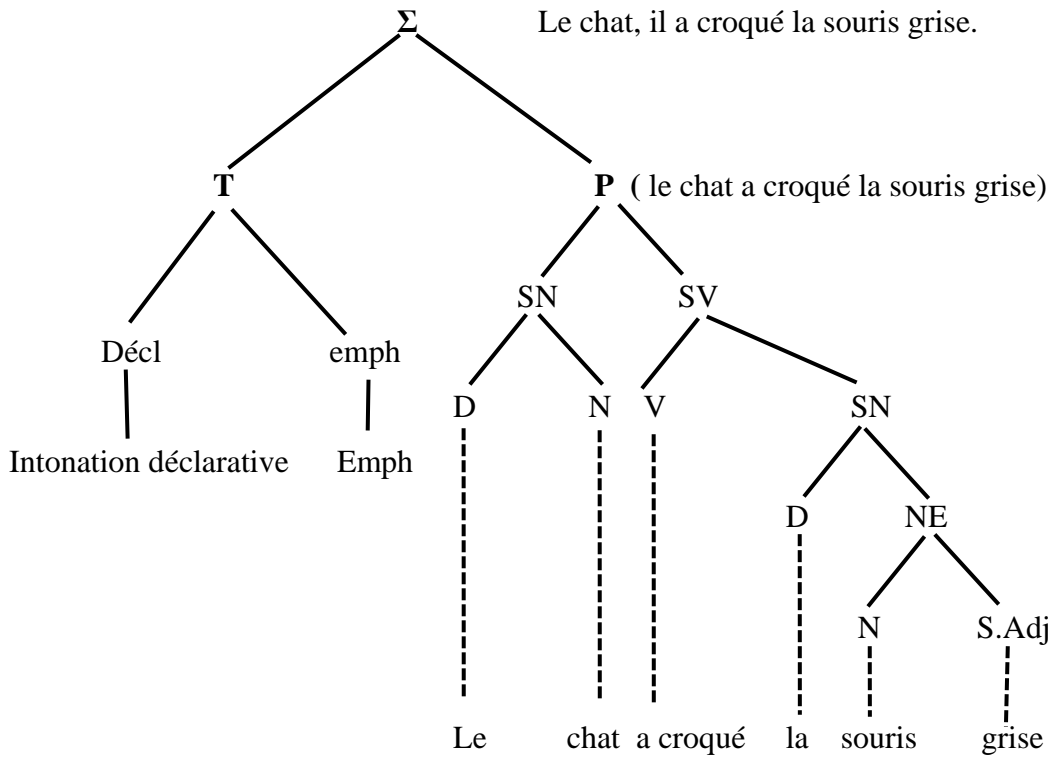 Σ Le chat, il a croqué la souris grise.
T P ( le chat a croqué la souris grise)
SN SV
Décl emph
D N V SN
Intonation déclarative Emph
D NE
N S.Adj
Le chat a croqué la souris grise